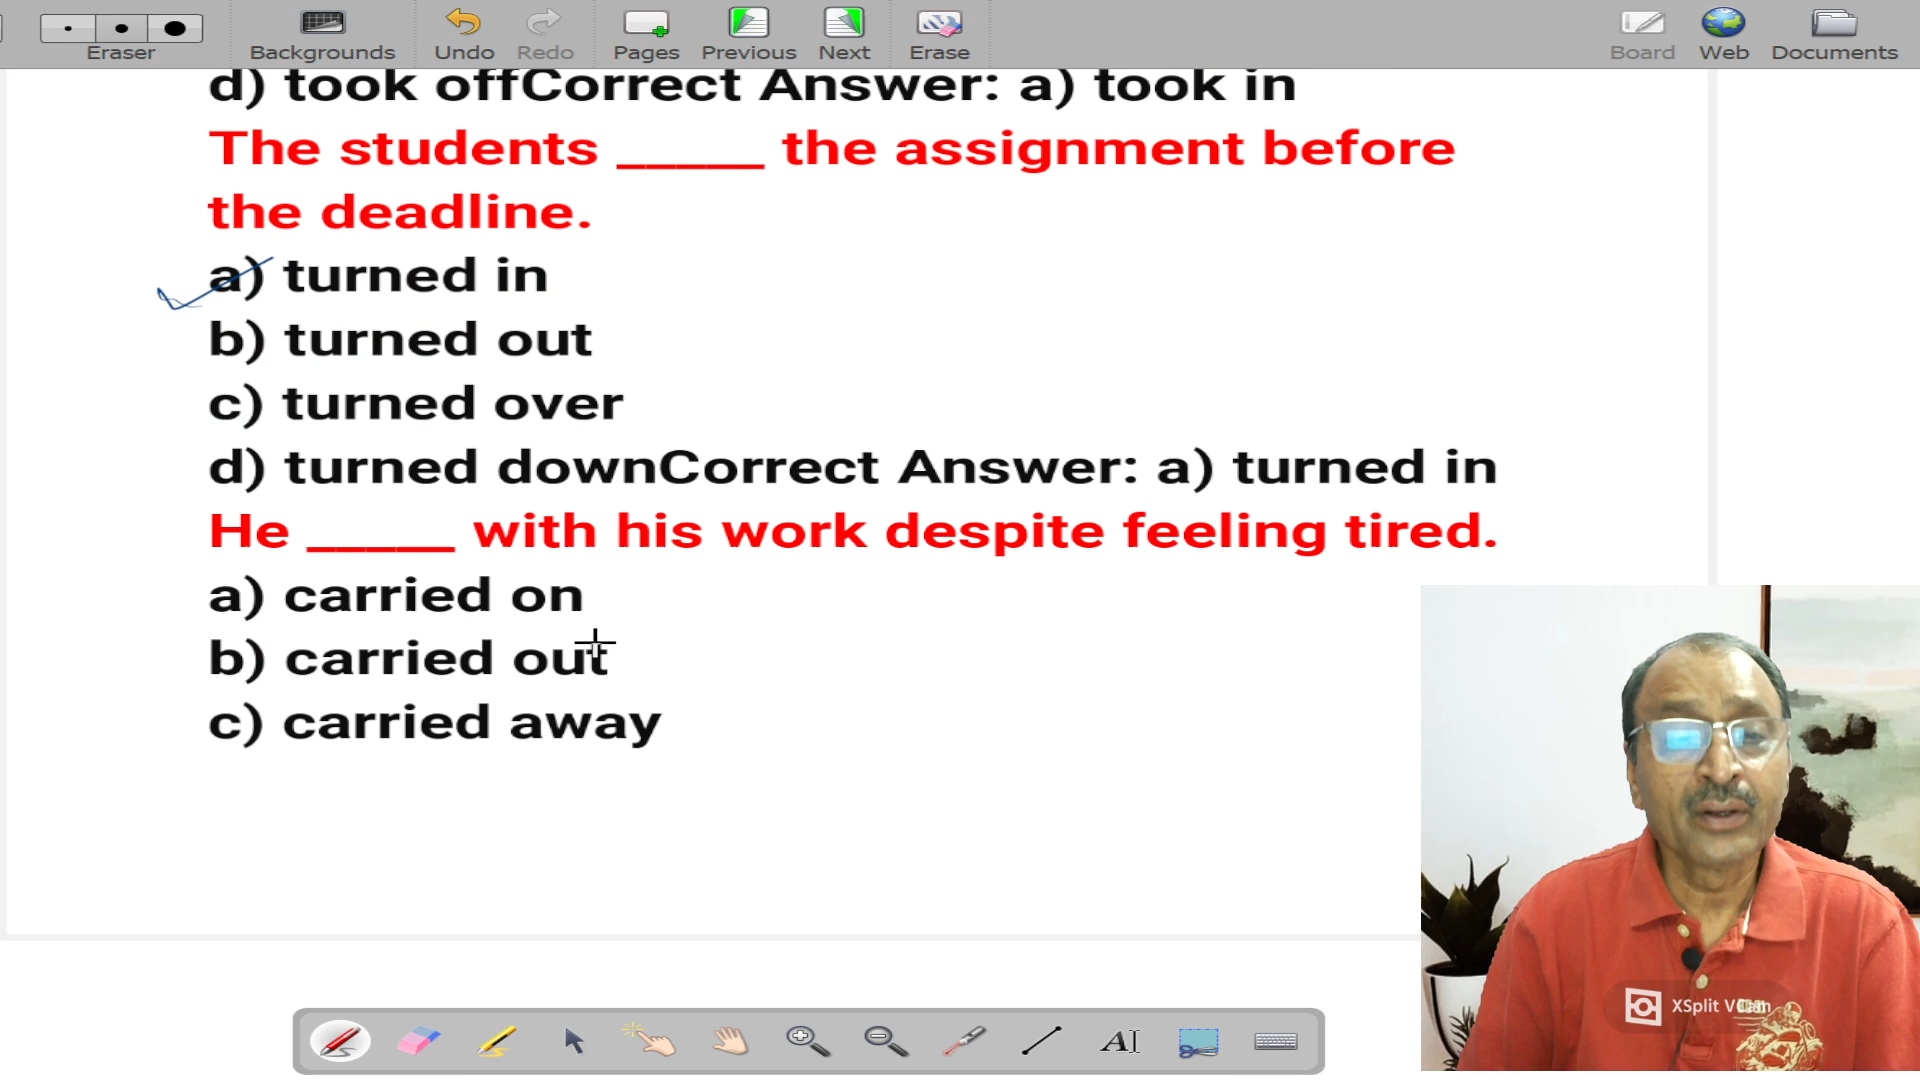 Eraser
Backgrounds
Undo
Redo
Pages
Previous
Next
Erase
Board
Web
Documents
d) took offCorrect Answer: a) took in
The students _____ the assignment before
the deadline.
a) turned in
b) turned out
c) turned over
d) turned downCorrect Answer: a) turned in
He _____ with his work despite feeling tired.
a) carried on
b) carried out
c) carried away
XSplit VCam